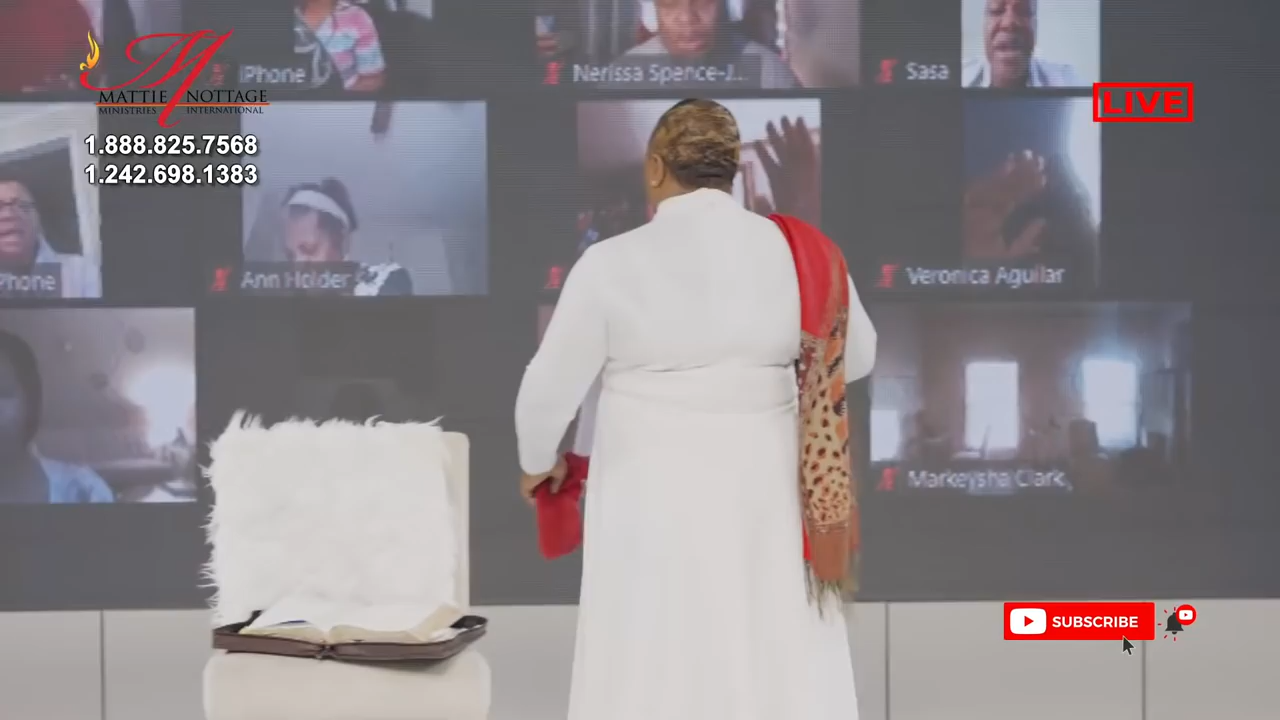 iPhone
Nerissa Spence-J...
Sasa
LIVE
MATTIE NOTTAGE
MINISTRIES INTERNATIONAL
1.888.825.7568
1.242.698.1383
Phone
Ann Holder
Veronica Aguilar
Markeysha Clark
SUBSCRIBE